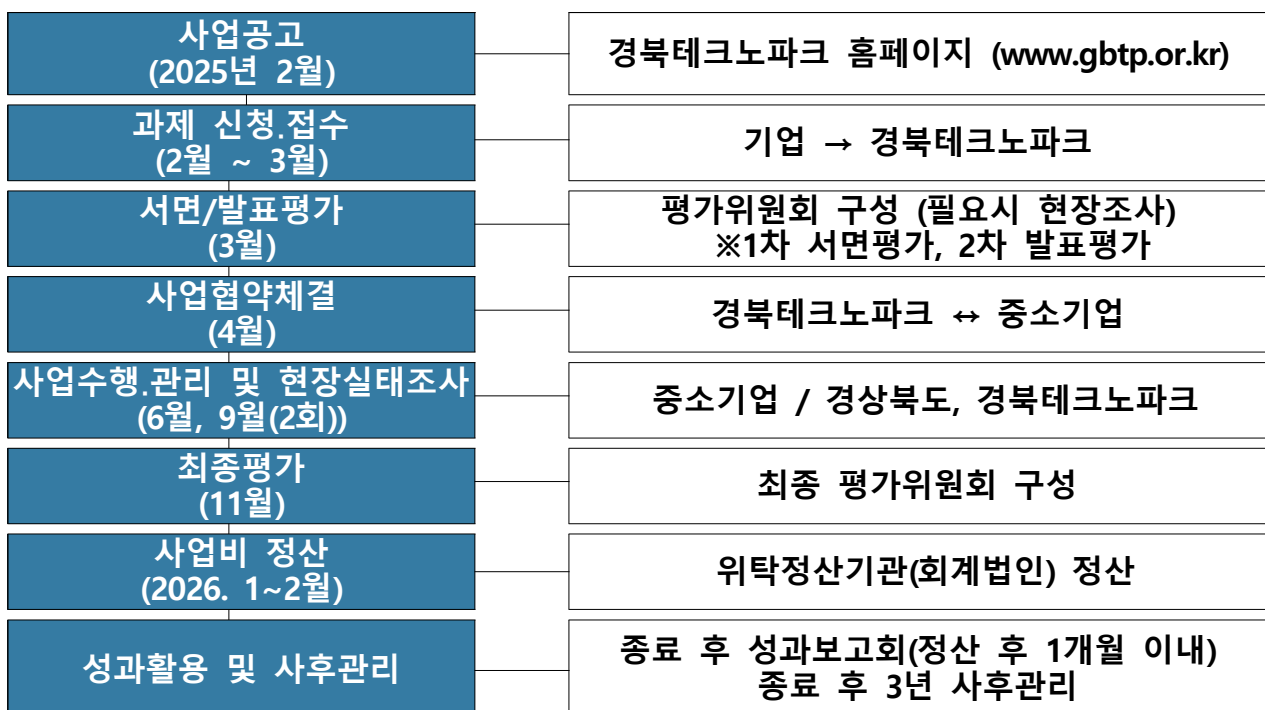 사업공고
(2025년 2월)
경북테크노파크 홈페이지 (www.gbtp.or.kr)
과제 신청.접수
(2월 ~ 3월)
기업 → 경북테크노파크
서면/발표평가
(3월)
평가위원회 구성 (필요시 현장조사)
※1차 서면평가, 2차 발표평가
사업협약체결
(4월)
경북테크노파크 ↔ 중소기업
사업수행.관리 및 현장실태조사
(6월, 9월(2회))
중소기업 / 경상북도, 경북테크노파크
최종평가
(11월)
최종 평가위원회 구성
사업비 정산
(2026. 1~2월)
위탁정산기관(회계법인) 정산
성과활용 및 사후관리
종료 후 성과보고회(정산 후 1개월 이내)
종료 후 3년 사후관리